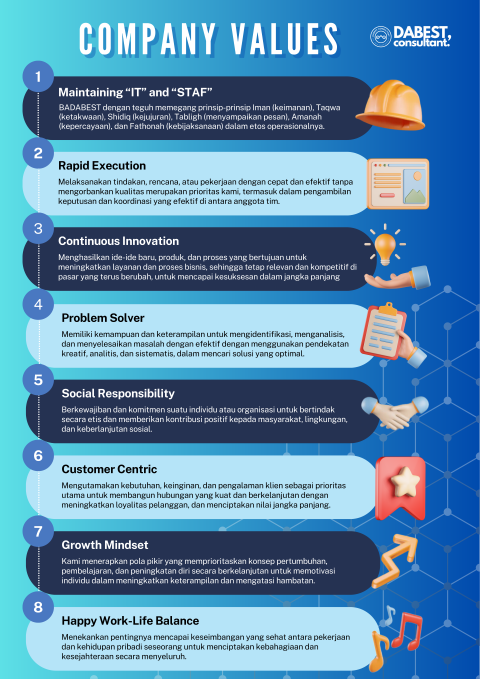 COMPANY VALUES
DABEST,
consultant.
1
Maintaining “IT” and “STAF”
BADABEST dengan teguh memegang prinsip-prinsip Iman (keimanan), Taqwa
(ketakwaan), Shidiq (kejujuran), Tabligh (menyampaikan pesan), Amanah
(kepercayaan), dan Fathonah (kebijaksanaan) dalam etos operasionalnya.
2
Rapid Execution
Melaksanakan tindakan, rencana, atau pekerjaan dengan cepat dan efektif tanpa
mengorbankan kualitas merupakan prioritas kami, termasuk dalam pengambilan
keputusan dan koordinasi yang efektif di antara anggota tim.
3
Continuous Innovation
Menghasilkan ide-ide baru, produk, dan proses yang bertujuan untuk
meningkatkan layanan dan proses bisnis, sehingga tetap relevan dan kompetitif di
pasar yang terus berubah, untuk mencapai kesuksesan dalam jangka panjang
4
Problem Solver
Memiliki kemampuan dan keterampilan untuk mengidentifikasi, menganalisis,
dan menyelesaikan masalah dengan efektif dengan menggunakan pendekatan
kreatif, analitis, dan sistematis, dalam mencari solusi yang optimal.
5
Social Responsibility
Berkewajiban dan komitmen suatu individu atau organisasi untuk bertindak
secara etis dan memberikan kontribusi positif kepada masyarakat, lingkungan,
dan keberlanjutan sosial.
6
Customer Centric
Mengutamakan kebutuhan, keinginan, dan pengalaman klien sebagai prioritas
utama untuk membangun hubungan yang kuat dan berkelanjutan dengan
meningkatkan loyalitas pelanggan, dan menciptakan nilai jangka panjang.
7
Growth Mindset
Kami menerapkan pola pikir yang memprioritaskan konsep pertumbuhan,
pembelajaran, dan peningkatan diri secara berkelanjutan untuk memotivasi
individu dalam meningkatkan keterampilan dan mengatasi hambatan.
8
Happy Work-Life Balance
Menekankan pentingnya mencapai keseimbangan yang sehat antara pekerjaan
dan kehidupan pribadi seseorang untuk menciptakan kebahagiaan dan
kesejahteraan secara menyeluruh.